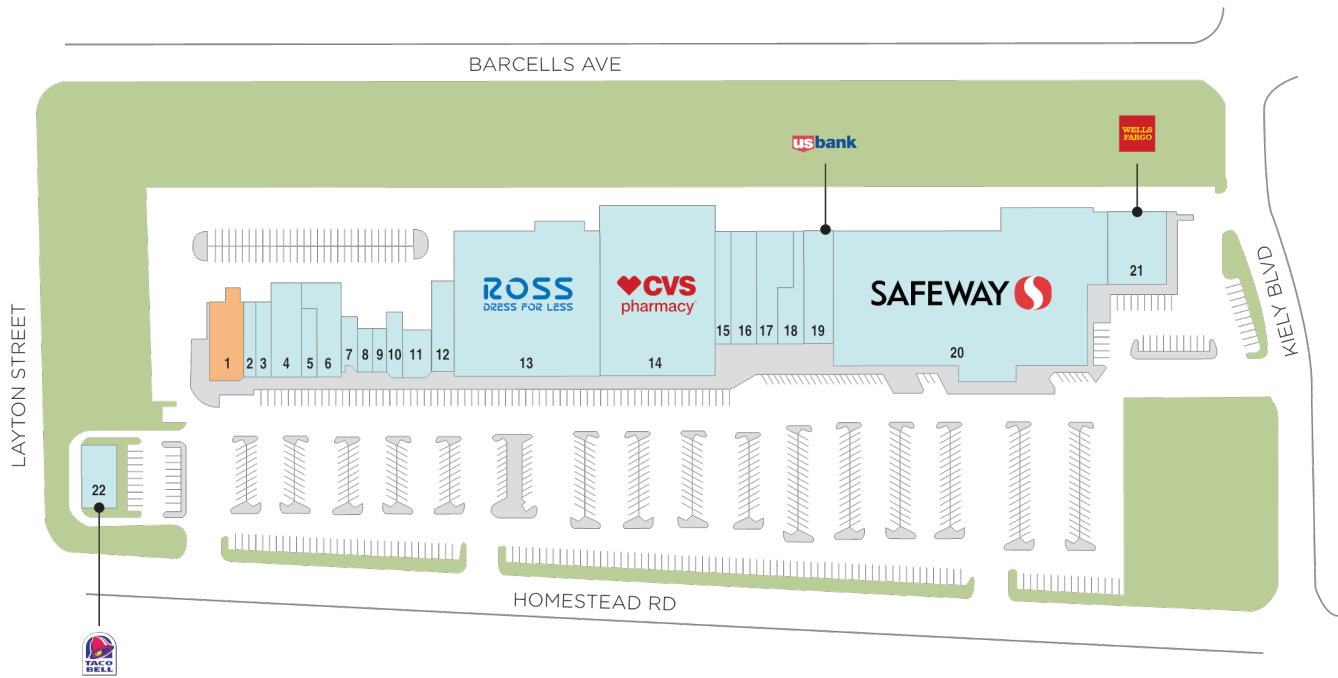 BARCELLS AVE
usbank
WELLS
FARGO
KIELY BLVD
LAYTON STREET
ROSS
DRESS FOR LESS
CVS
pharmacy
SAFEWAY
1
2
3
4
5
6
7
8
9
10
11
12
13
14
15
16
17
18
19
20
21
22
HOMESTEAD RD
TACO
BELL